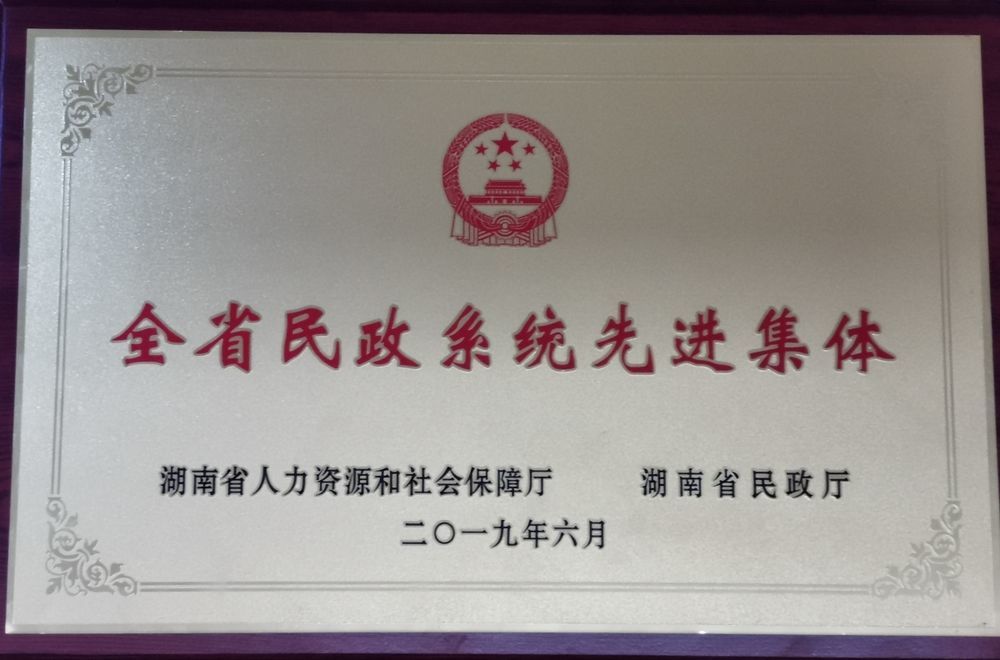 全省民政系统先进集体
湖南省人力资源和社会保障厅 湖南省民政厅
二〇一九年六月